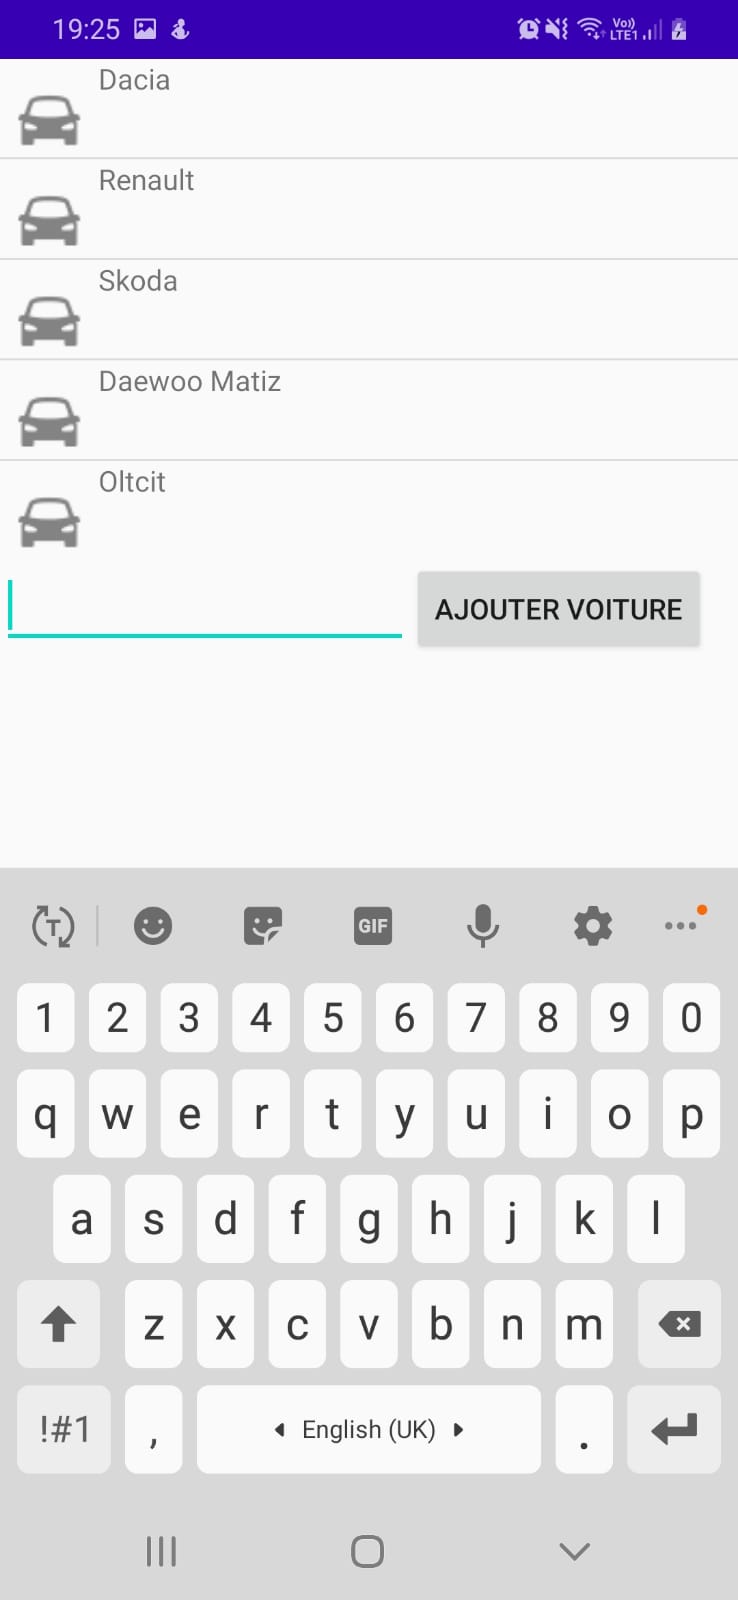 19:25
Vo))
LTE1
Dacia
Renault
Skoda
Daewoo Matiz
Oltcit
AJOUTER VOITURE
T
GIF
1 2 3 4 5 6 7 8 9 0
q w e r t y u i o p
a s d f g h j k l
z x c v b n m
!#1 , English (UK) .